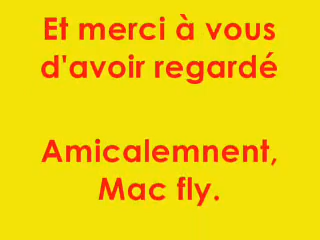 Et merci à vous
d'avoir regardé
Amicalemnent,
Mac fly.